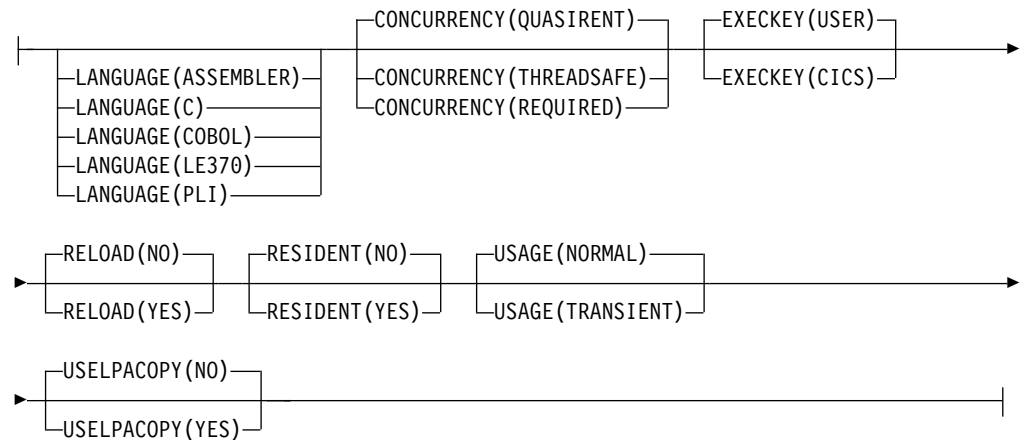 CONCURRENCY(QUASIRENT) EXECKEY(USER)
LANGUAGE(ASSEMBLER) CONCURRENCY(THREADSAFE) EXECKEY(CICS)
LANGUAGE(C) CONCURRENCY(REQUIRED)
LANGUAGE(COBOL)
LANGUAGE(LE370)
LANGUAGE(PLI)
RELOAD(NO) RESIDENT(NO) USAGE(NORMAL)
RELOAD(YES) RESIDENT(YES) USAGE(TRANSIENT)
USELPACOPY(NO)
USELPACOPY(YES)